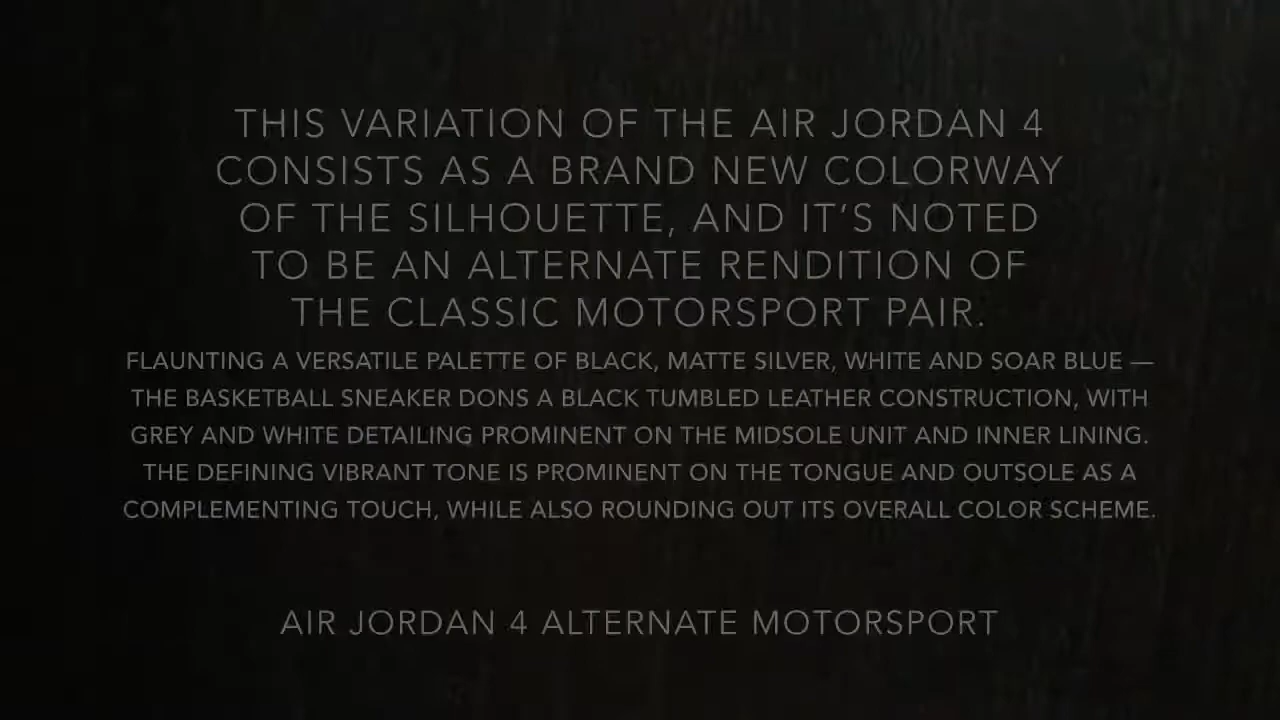 THIS VARIATION OF THE AIR JORDAN 4
CONSISTS AS A BRAND NEW COLORWAY
OF THE SILHOUETTE, AND IT’S NOTED
TO BE AN ALTERNATE RENDITION OF
THE CLASSIC MOTORSPORT PAIR.
FLAUNTING A VERSATILE PALETTE OF BLACK, MATTE SILVER, WHITE AND SOAR BLUE —
THE BASKETBALL SNEAKER DONS A BLACK TUMBLED LEATHER CONSTRUCTION, WITH
GREY AND WHITE DETAILING PROMINENT ON THE MIDSOLE UNIT AND INNER LINING.
THE DEFINING VIBRANT TONE IS PROMINENT ON THE TONGUE AND OUTSOLE AS A
COMPLEMENTING TOUCH, WHILE ALSO ROUNDING OUT ITS OVERALL COLOR SCHEME.
AIR JORDAN 4 ALTERNATE MOTORSPORT